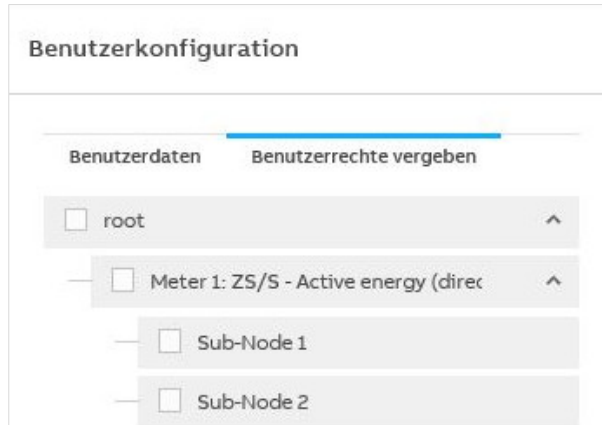 Benutzerkonfiguration
Benutzerdaten Benutzerrechte vergeben
root
Meter 1: ZS/S - Active energy (direc
Sub-Node 1
Sub-Node 2